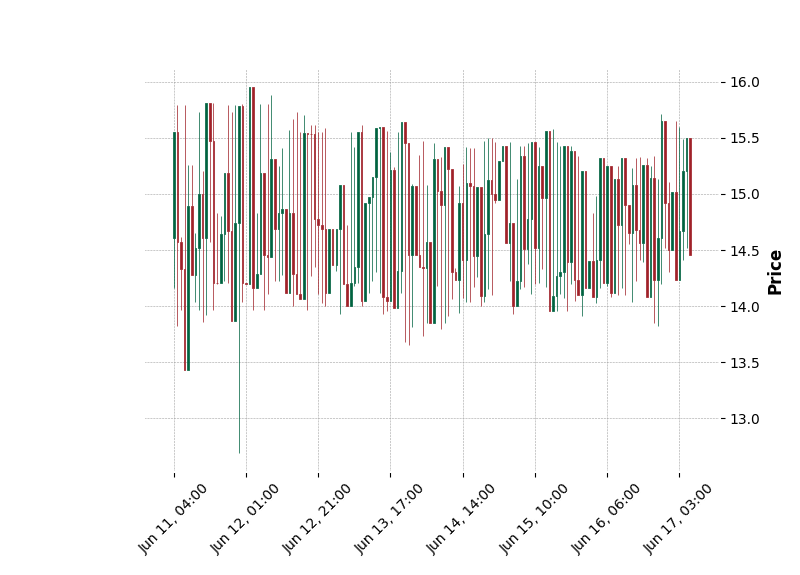 16.0
15.5
15.0
14.5
14.0
13.5
13.0
Price
Jun 11, 04:00
Jun 12, 01:00
Jun 12, 21:00
Jun 13, 17:00
Jun 14, 14:00
Jun 15, 10:00
Jun 16, 06:00
Jun 17, 03:00